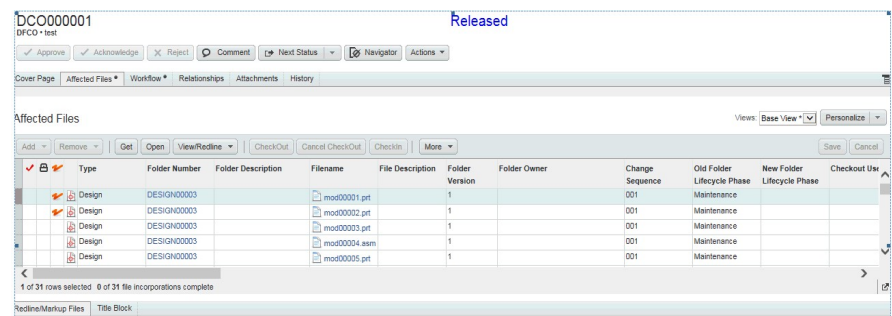 DCO000001
Released
DFCO • test
Approve Acknowledge Reject Comment Next Status Navigator Actions
Cover Page Affected Files * Workflow * Relationships Attachments History
Affected Files
Views: Base View * Personalize
Add Remove Get Open View/Redline CheckOut Cancel CheckOut CheckIn More Save Cancel
Type Folder Number Folder Description Filename File Description Folder Version Folder Owner Change Sequence Old Folder Lifecycle Phase New Folder Lifecycle Phase Checkout Use
Design DESIGN00003 mod00001.prt 1 001 Maintenance
Design DESIGN00003 mod00002.prt 1 001 Maintenance
Design DESIGN00003 mod00003.prt 1 001 Maintenance
Design DESIGN00003 mod00004.asm 1 001 Maintenance
Design DESIGN00003 mod00005.prt 1 001 Maintenance
1 of 31 rows selected 0 of 31 file incorporations complete
Redline/Markup Files Title Block